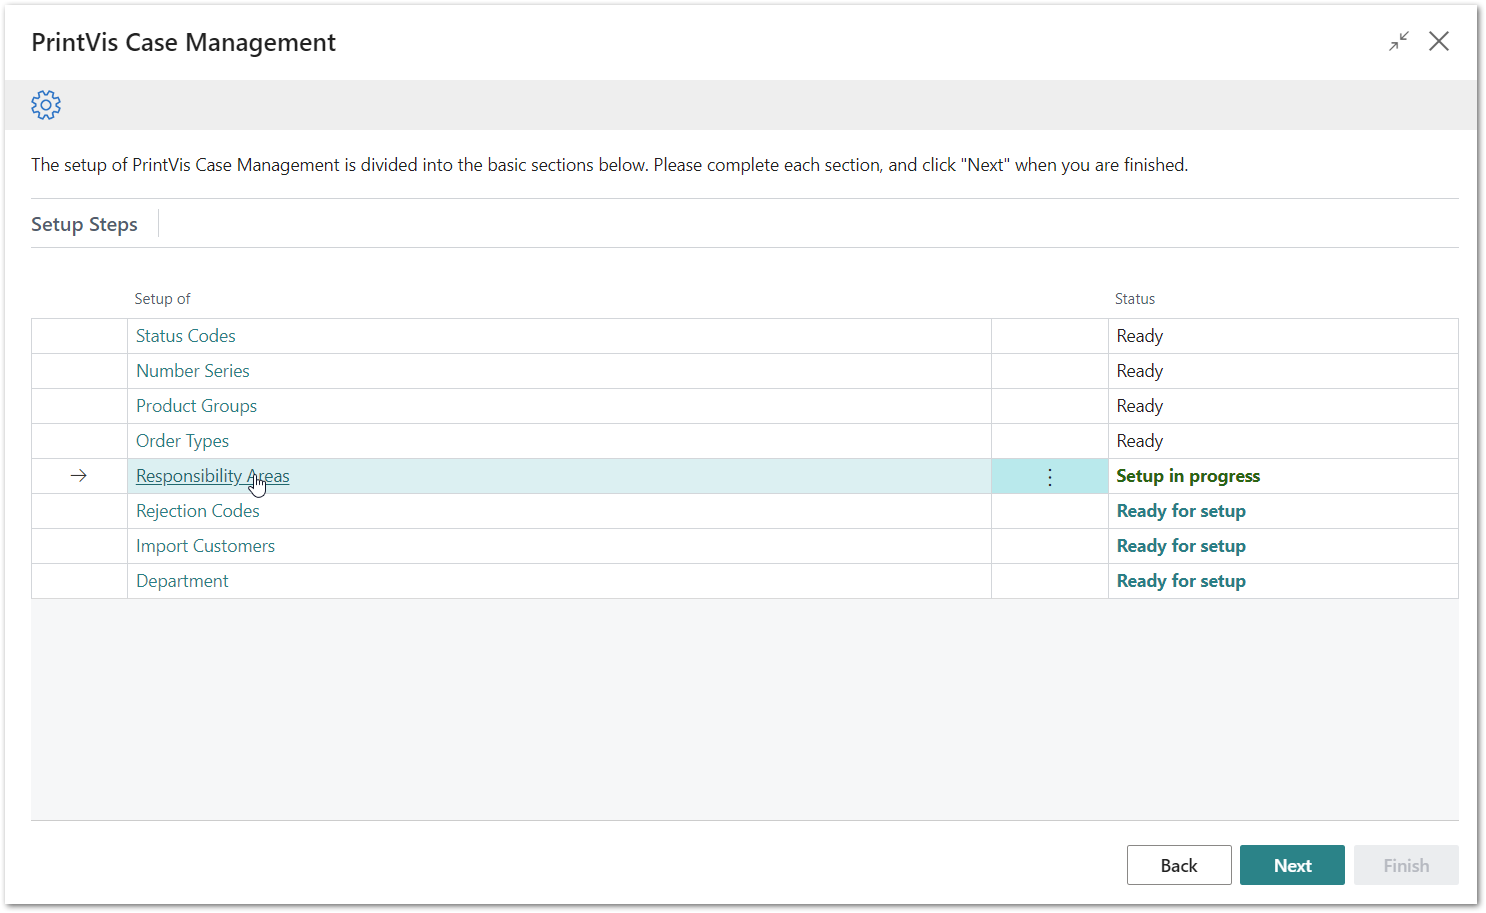 PrintVis Case Management
The setup of PrintVis Case Management is divided into the basic sections below. Please complete each section, and click "Next" when you are finished.
Setup Steps
Setup of Status
Status Codes Ready
Number Series Ready
Product Groups Ready
Order Types Ready
Responsibility Areas Setup in progress
Rejection Codes Ready for setup
Import Customers Ready for setup
Department Ready for setup
Back Next Finish